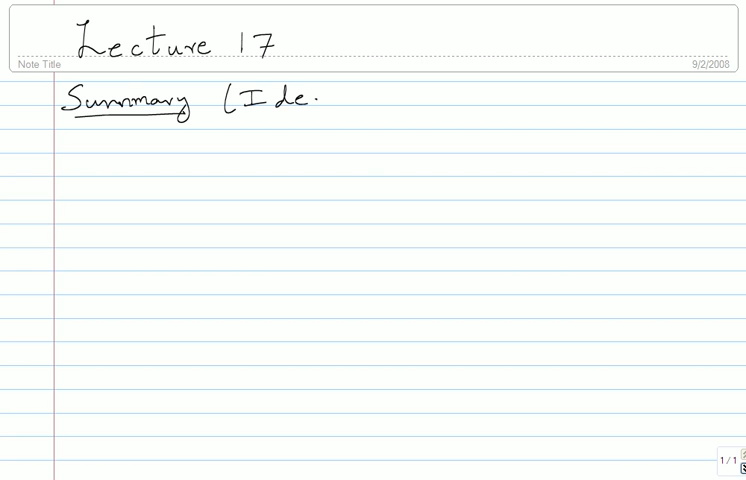 Lecture 17
Note Title
9/2/2008
Summary (Ide.
1/1